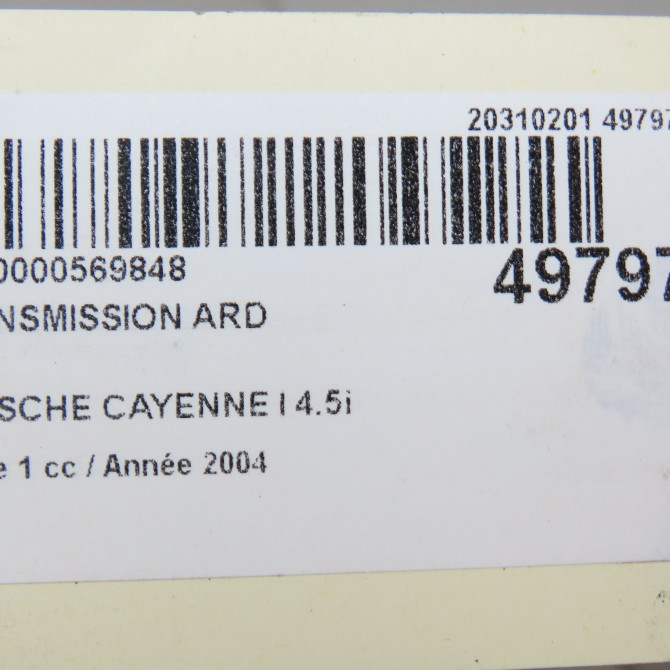 20310201 49797
0000569848
49797
NSMISSION ARD
SCHE CAYENNE I 4.5i
e 1 cc / Année 2004